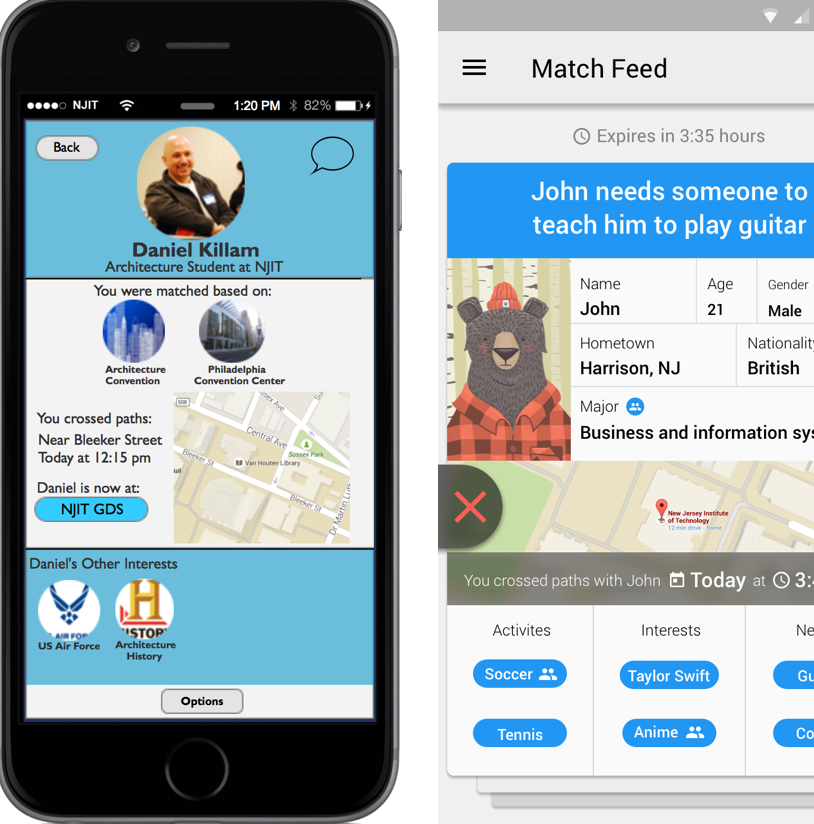 NJIT
1:20 PM
82%
Back
Daniel Killam
Architecture Student at NJIT
You were matched based on:
Architecture
Convention
Philadelphia
Convention Center
You crossed paths:
Near Bleeker Street
Today at 12:15 pm
Daniel is now at:
NJIT GDS
508
Central Ave
Sussex Park
Bleeker St
Van Houten Library
Bleeker St
Dr Martin Lut
Daniel's Other Interests
AIR FOR
US Air Force
H
ISTOR
Architecture
History
Options
Match Feed
Expires in 3:35 hours
John needs someone to
teach him to play guitar
Name
John
Age
21
Gender
Male
Hometown
Harrison, NJ
Nationality
British
Major
Business and information sys
New Jersey Institute
of Technology
12 min drive - home
You crossed paths with John Today at 3:4
Activites
Interests
Ne
Soccer
Taylor Swift
Gu
Tennis
Anime
Co